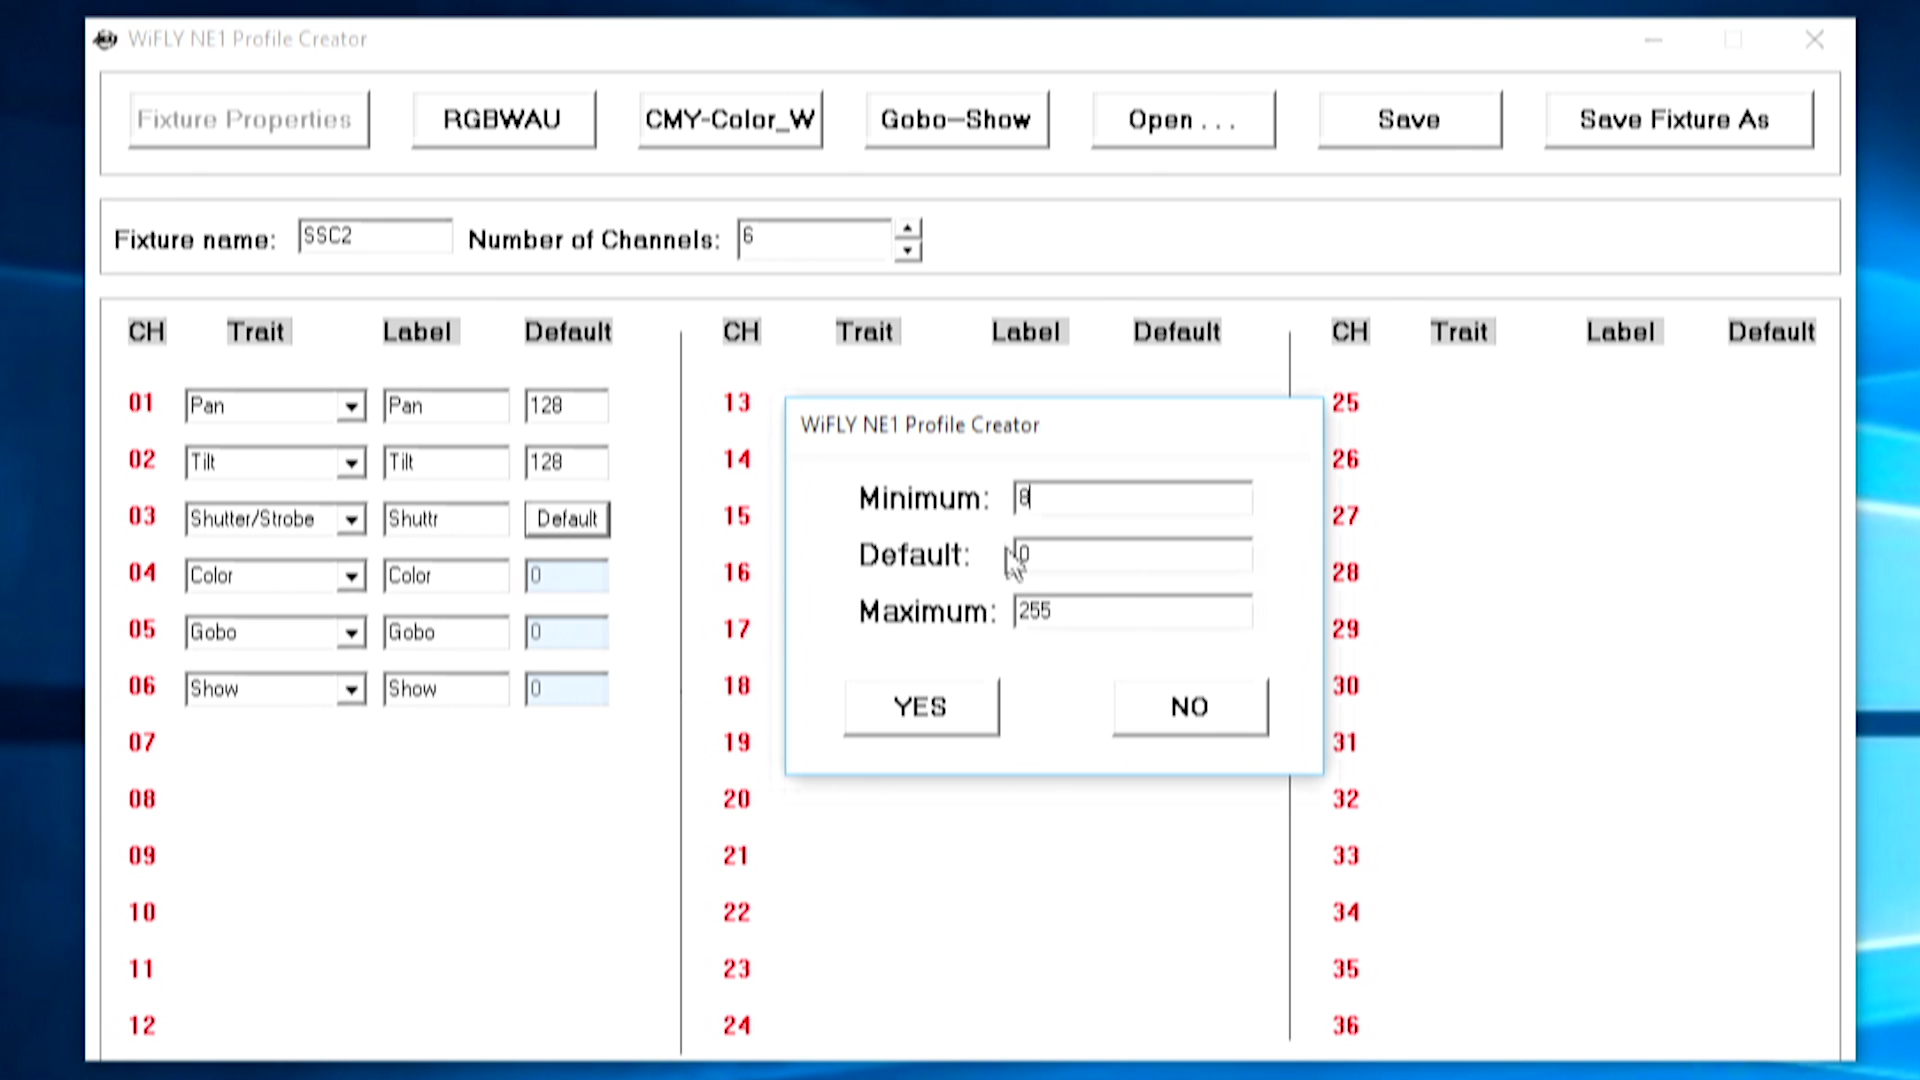 WiFLY NE1 Profile Creator
Fixture Properties RGBWAU CMY-Color_W Gobo-Show Open . . . Save Save Fixture As
Fixture name: SSC2 Number of Channels: 6
CH Trait Label Default CH Trait Label Default CH Trait Label Default
01 Pan Pan 128 13 25
02 Tilt Tilt 128 14 26
03 Shutter/Strobe Shuttr Default 15 27
04 Color Color 0 16 28
05 Gobo Gobo 0 17 29
06 Show Show 0 18 30
07 19 31
08 20 32
09 21 33
10 22 34
11 23 35
12 24 36
WiFLY NE1 Profile Creator
Minimum: 8
Default: 0
Maximum: 255
YES NO